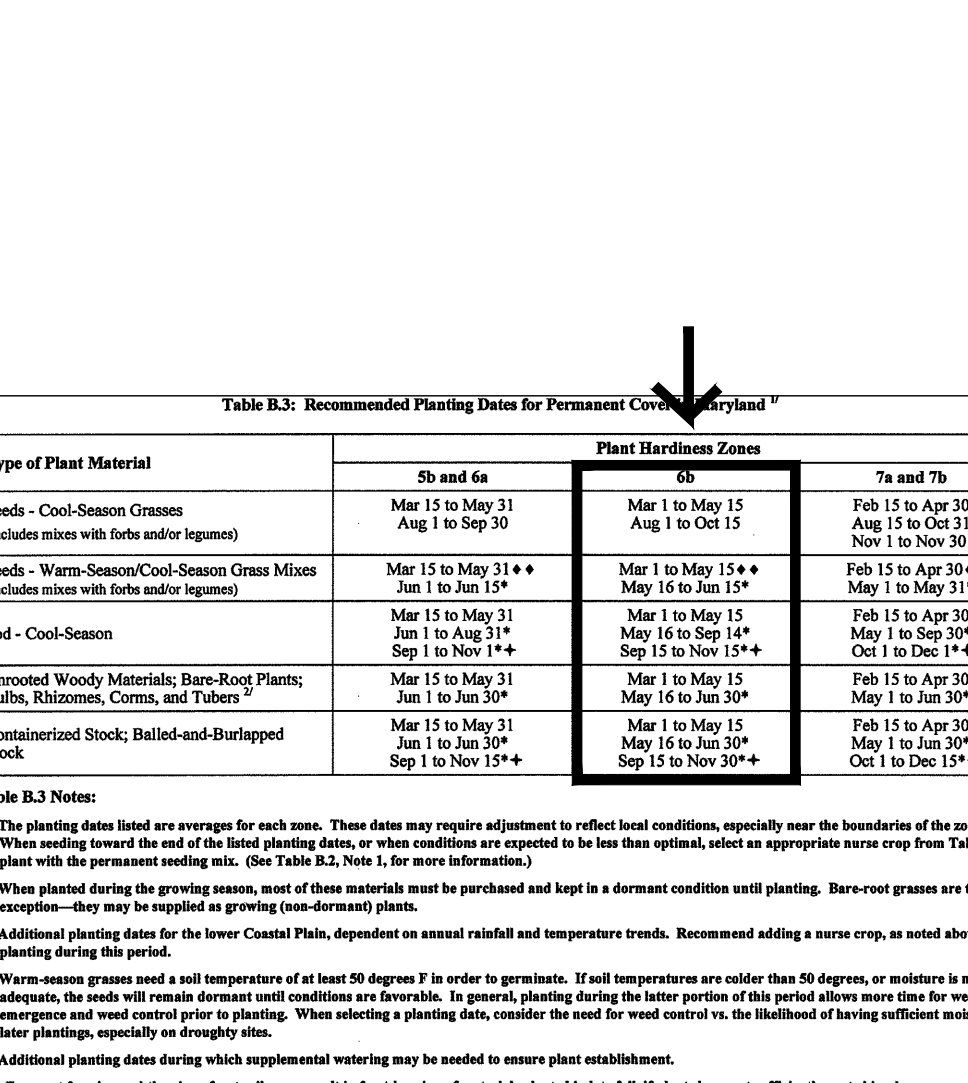 Table B.3: Recommended Planting Dates for Permanent Cover Maryland 1/
ype of Plant Material
Plant Hardiness Zones
5b and 6a 6b 7a and 7b
eeds - Cool-Season Grasses
cludes mixes with forbs and/or legumes)
Mar 15 to May 31
Aug 1 to Sep 30
Mar 1 to May 15
Aug 1 to Oct 15
Feb 15 to Apr 30
Aug 15 to Oct 31
Nov 1 to Nov 30
eeds - Warm-Season/Cool-Season Grass Mixes
cludes mixes with forbs and/or legumes)
Mar 15 to May 31♦♦
Jun 1 to Jun 15*
Mar 1 to May 15♦♦
May 16 to Jun 15*
Feb 15 to Apr 30♦
May 1 to May 31*
od - Cool-Season
Mar 15 to May 31
Jun 1 to Aug 31*
Sep 1 to Nov 1*✦
Mar 1 to May 15
May 16 to Sep 14*
Sep 15 to Nov 15*✦
Feb 15 to Apr 30
May 1 to Sep 30*
Oct 1 to Dec 1*✦
nrooted Woody Materials; Bare-Root Plants;
ulbs, Rhizomes, Corms, and Tubers 2/
Mar 15 to May 31
Jun 1 to Jun 30*
Mar 1 to May 15
May 16 to Jun 30*
Feb 15 to Apr 30
May 1 to Jun 30*
ontainerized Stock; Balled-and-Burlapped
ock
Mar 15 to May 31
Jun 1 to Jun 30*
Sep 1 to Nov 15*✦
Mar 1 to May 15
May 16 to Jun 30*
Sep 15 to Nov 30*✦
Feb 15 to Apr 30
May 1 to Jun 30*
Oct 1 to Dec 15*
ble B.3 Notes:
The planting dates listed are averages for each zone. These dates may require adjustment to reflect local conditions, especially near the boundaries of the zo
When seeding toward the end of the listed planting dates, or when conditions are expected to be less than optimal, select an appropriate nurse crop from Tal
plant with the permanent seeding mix. (See Table B.2, Note 1, for more information.)
When planted during the growing season, most of these materials must be purchased and kept in a dormant condition until planting. Bare-root grasses are t
exception—they may be supplied as growing (non-dormant) plants.
Additional planting dates for the lower Coastal Plain, dependent on annual rainfall and temperature trends. Recommend adding a nurse crop, as noted abo
planting during this period.
Warm-season grasses need a soil temperature of at least 50 degrees F in order to germinate. If soil temperatures are colder than 50 degrees, or moisture is n
adequate, the seeds will remain dormant until conditions are favorable. In general, planting during the latter portion of this period allows more time for we
emergence and weed control prior to planting. When selecting a planting date, consider the need for weed control vs. the likelihood of having sufficient mois
later plantings, especially on droughty sites.
Additional planting dates during which supplemental watering may be needed to ensure plant establishment.